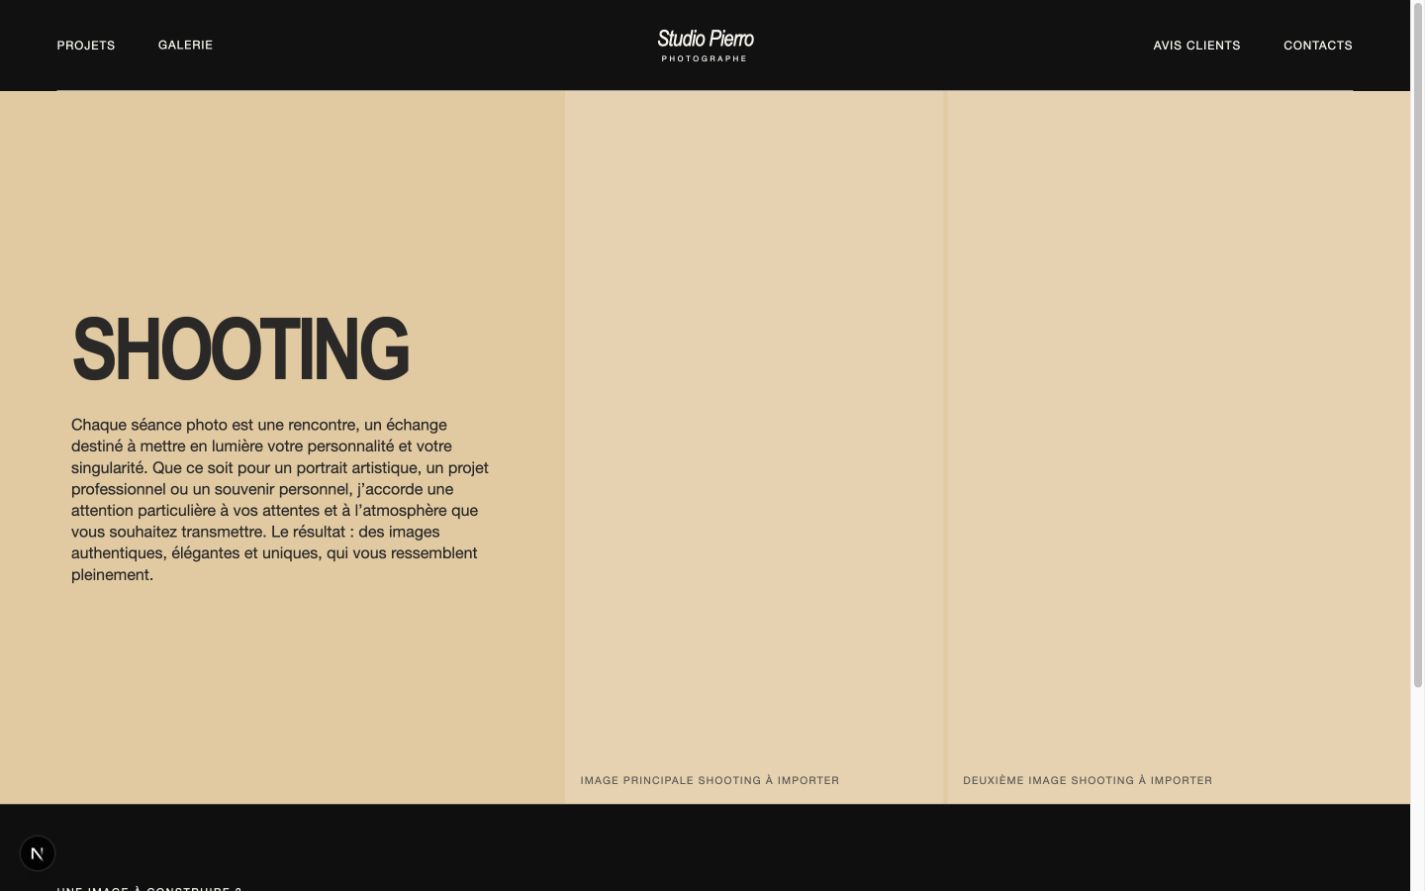 PROJETS
GALERIE
Studio Pierro
PHOTOGRAPHE
AVIS CLIENTS
CONTACTS
SHOOTING
Chaque séance photo est une rencontre, un échange
destiné à mettre en lumière votre personnalité et votre
singularité. Que ce soit pour un portrait artistique, un projet
professionnel ou un souvenir personnel, j’accorde une
attention particulière à vos attentes et à l’atmosphère que
vous souhaitez transmettre. Le résultat : des images
authentiques, élégantes et uniques, qui vous ressemblent
pleinement.
IMAGE PRINCIPALE SHOOTING À IMPORTER
DEUXIÈME IMAGE SHOOTING À IMPORTER
N
UNE IMAGE À CONSTRUIRE ?